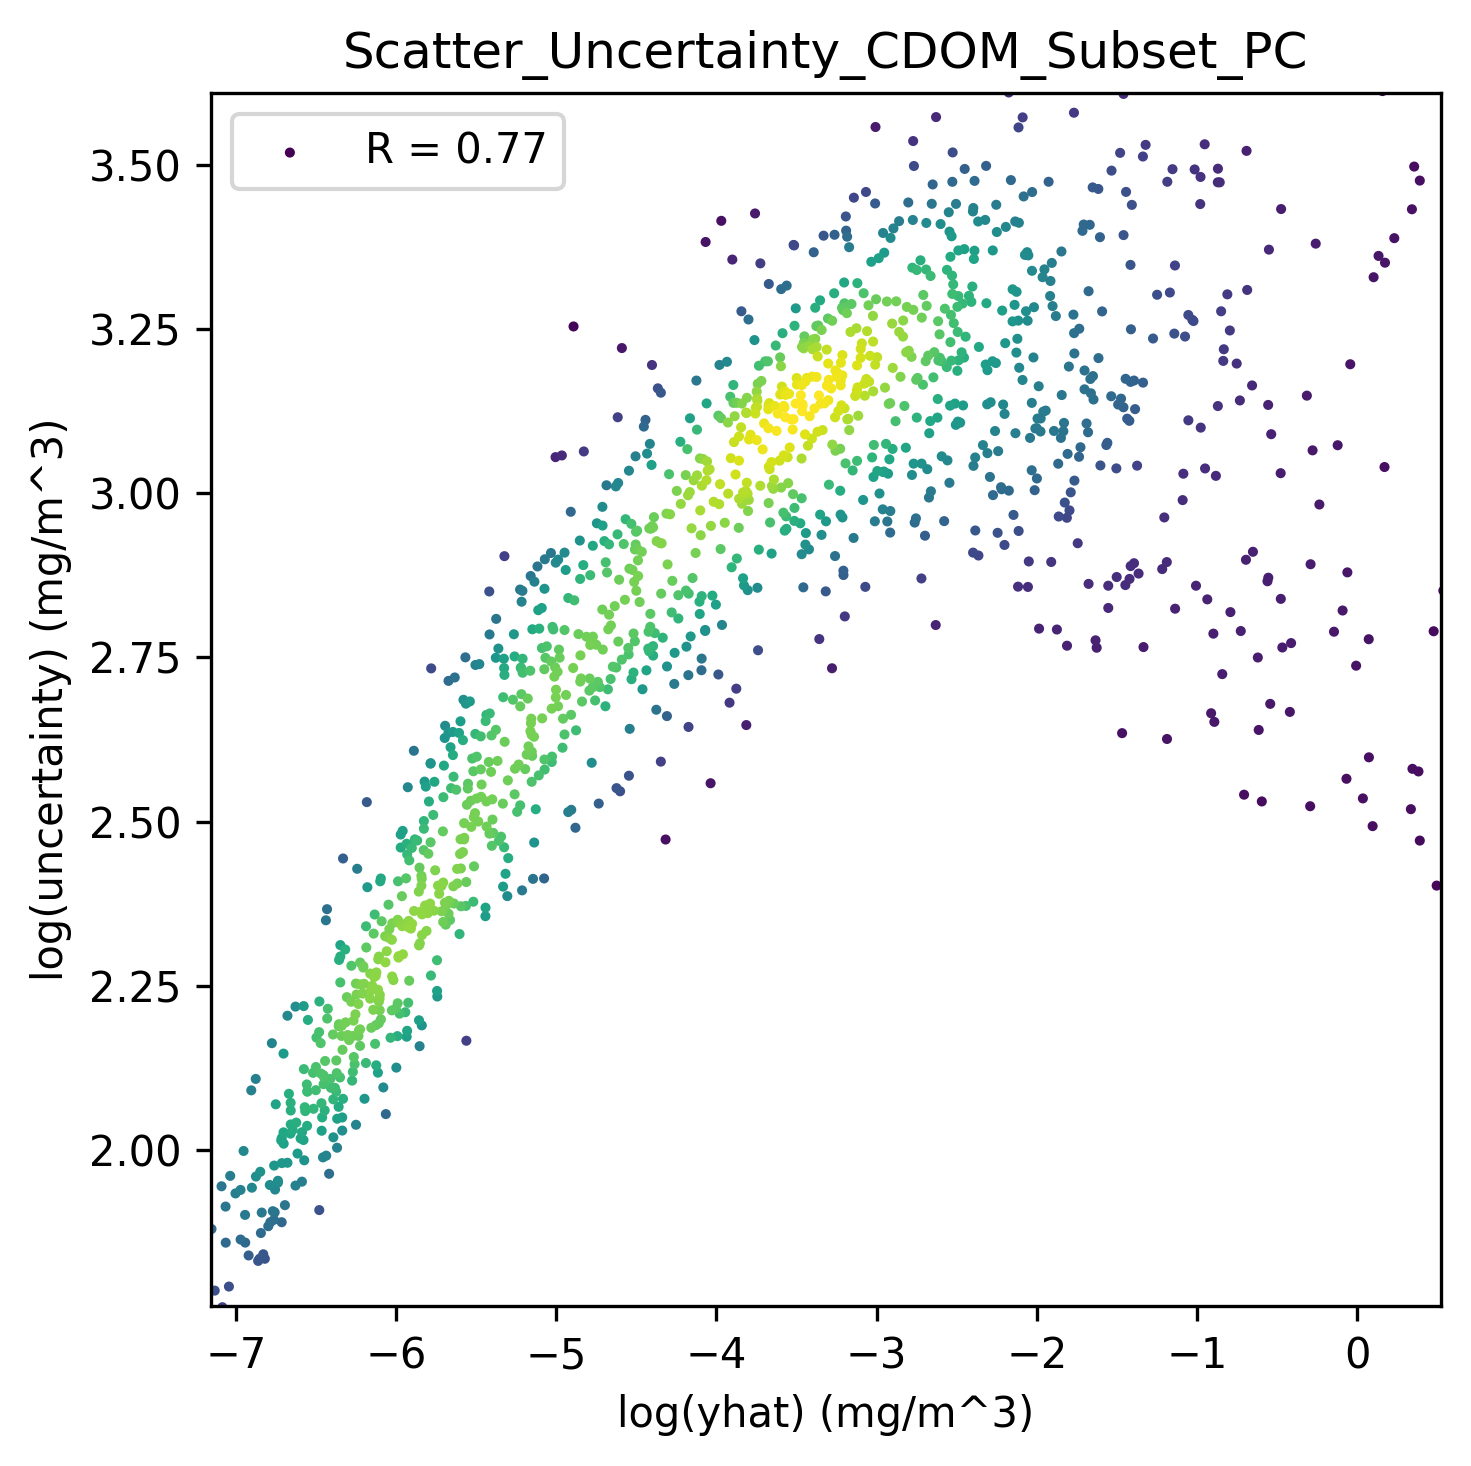 Scatter_Uncertainty_CDOM_Subset_PC
R = 0.77
3.50
3.25
3.00
2.75
2.50
2.25
2.00
log(uncertainty) (mg/m^3)
−7 −6 −5 −4 −3 −2 −1 0
log(yhat) (mg/m^3)